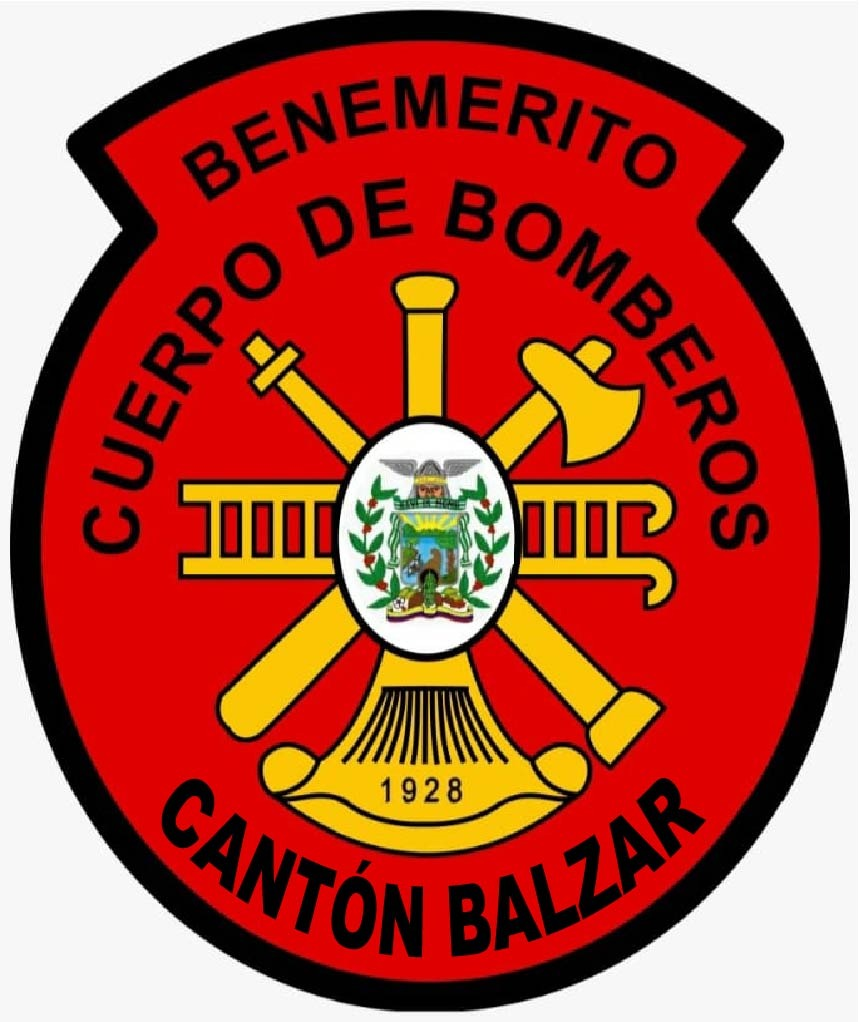 BENEMERITO
CUERPO DE BOMBEROS
1928
CANTÓN BALZAR